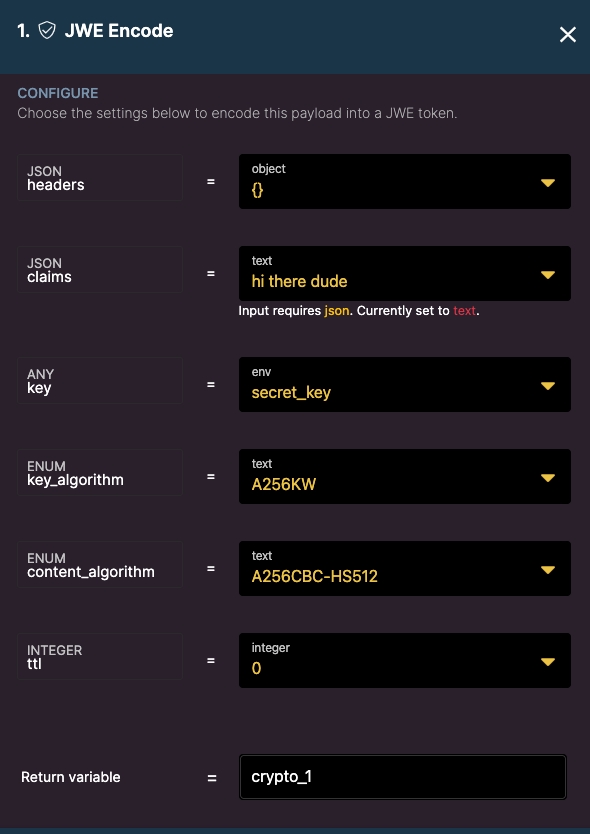 1. JWE Encode
CONFIGURE
Choose the settings below to encode this payload into a JWE token.
JSON
headers
=
object
{}
JSON
claims
=
text
hi there dude
Input requires json. Currently set to text.
ANY
key
=
env
secret_key
ENUM
key_algorithm
=
text
A256KW
ENUM
content_algorithm
=
text
A256CBC-HS512
INTEGER
ttl
=
integer
0
Return variable
=
crypto_1